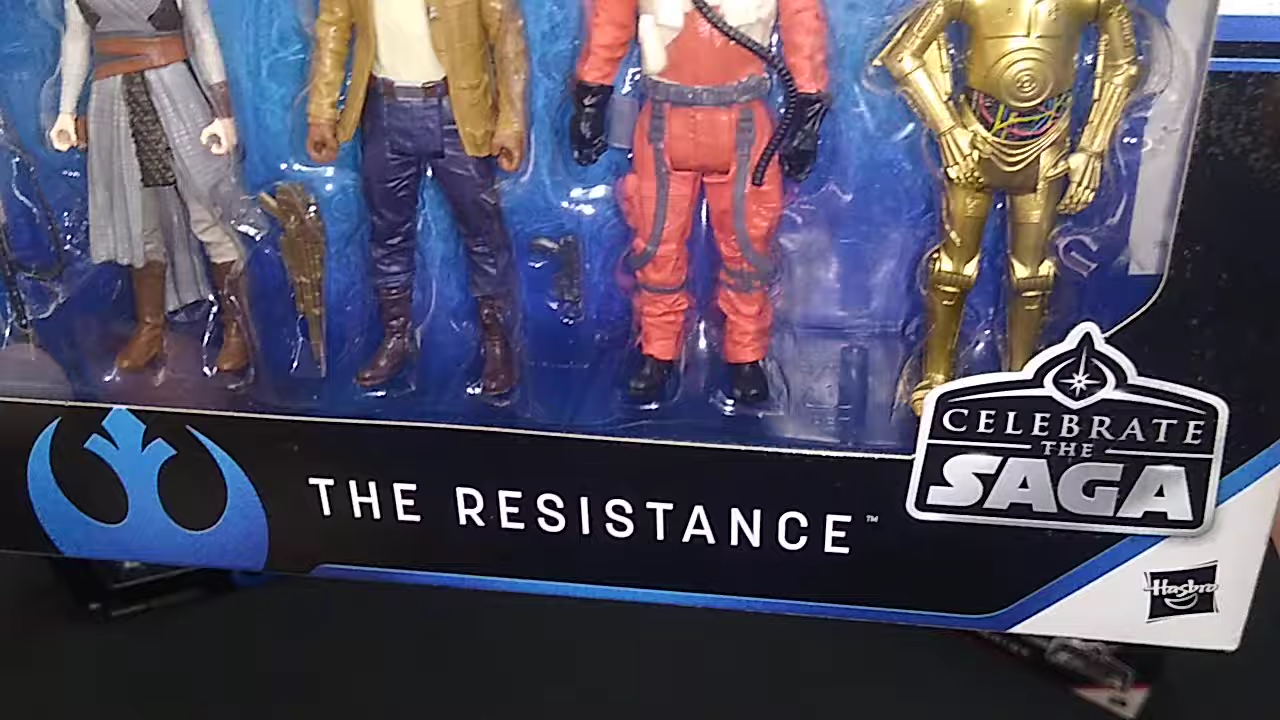 CELEBRATE
THE
SAGA
THE RESISTANCE™
Hasbro